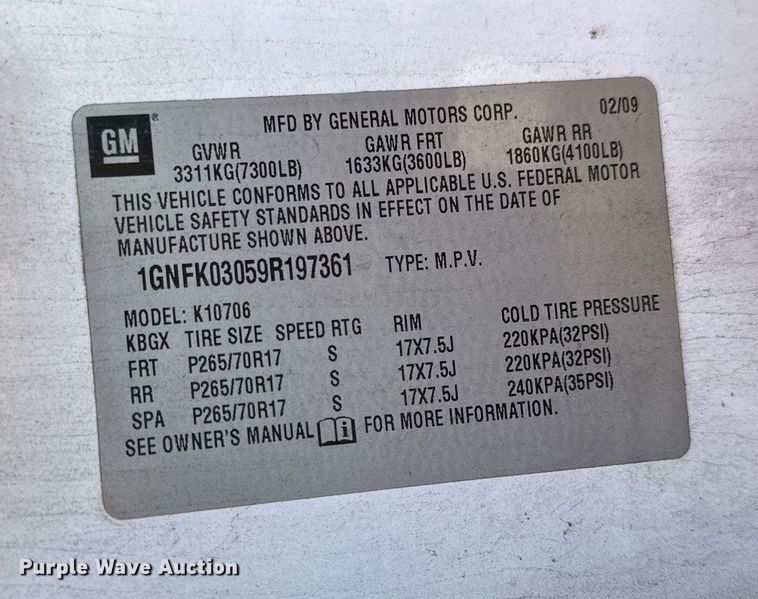 GM® MFD BY GENERAL MOTORS CORP. 02/09
GVWR GAWR FRT GAWR RR
3311KG(7300LB) 1633KG(3600LB) 1860KG(4100LB)
THIS VEHICLE CONFORMS TO ALL APPLICABLE U.S. FEDERAL MOTOR
VEHICLE SAFETY STANDARDS IN EFFECT ON THE DATE OF
MANUFACTURE SHOWN ABOVE.
1GNFK03059R197361 TYPE: M.P.V.
MODEL: K10706
KBGX TIRE SIZE SPEED RTG RIM COLD TIRE PRESSURE
FRT P265/70R17 S 17X7.5J 220KPA(32PSI)
RR P265/70R17 S 17X7.5J 220KPA(32PSI)
SPA P265/70R17 S 17X7.5J 240KPA(35PSI)
SEE OWNER'S MANUAL i FOR MORE INFORMATION.
Purple Wave Auction